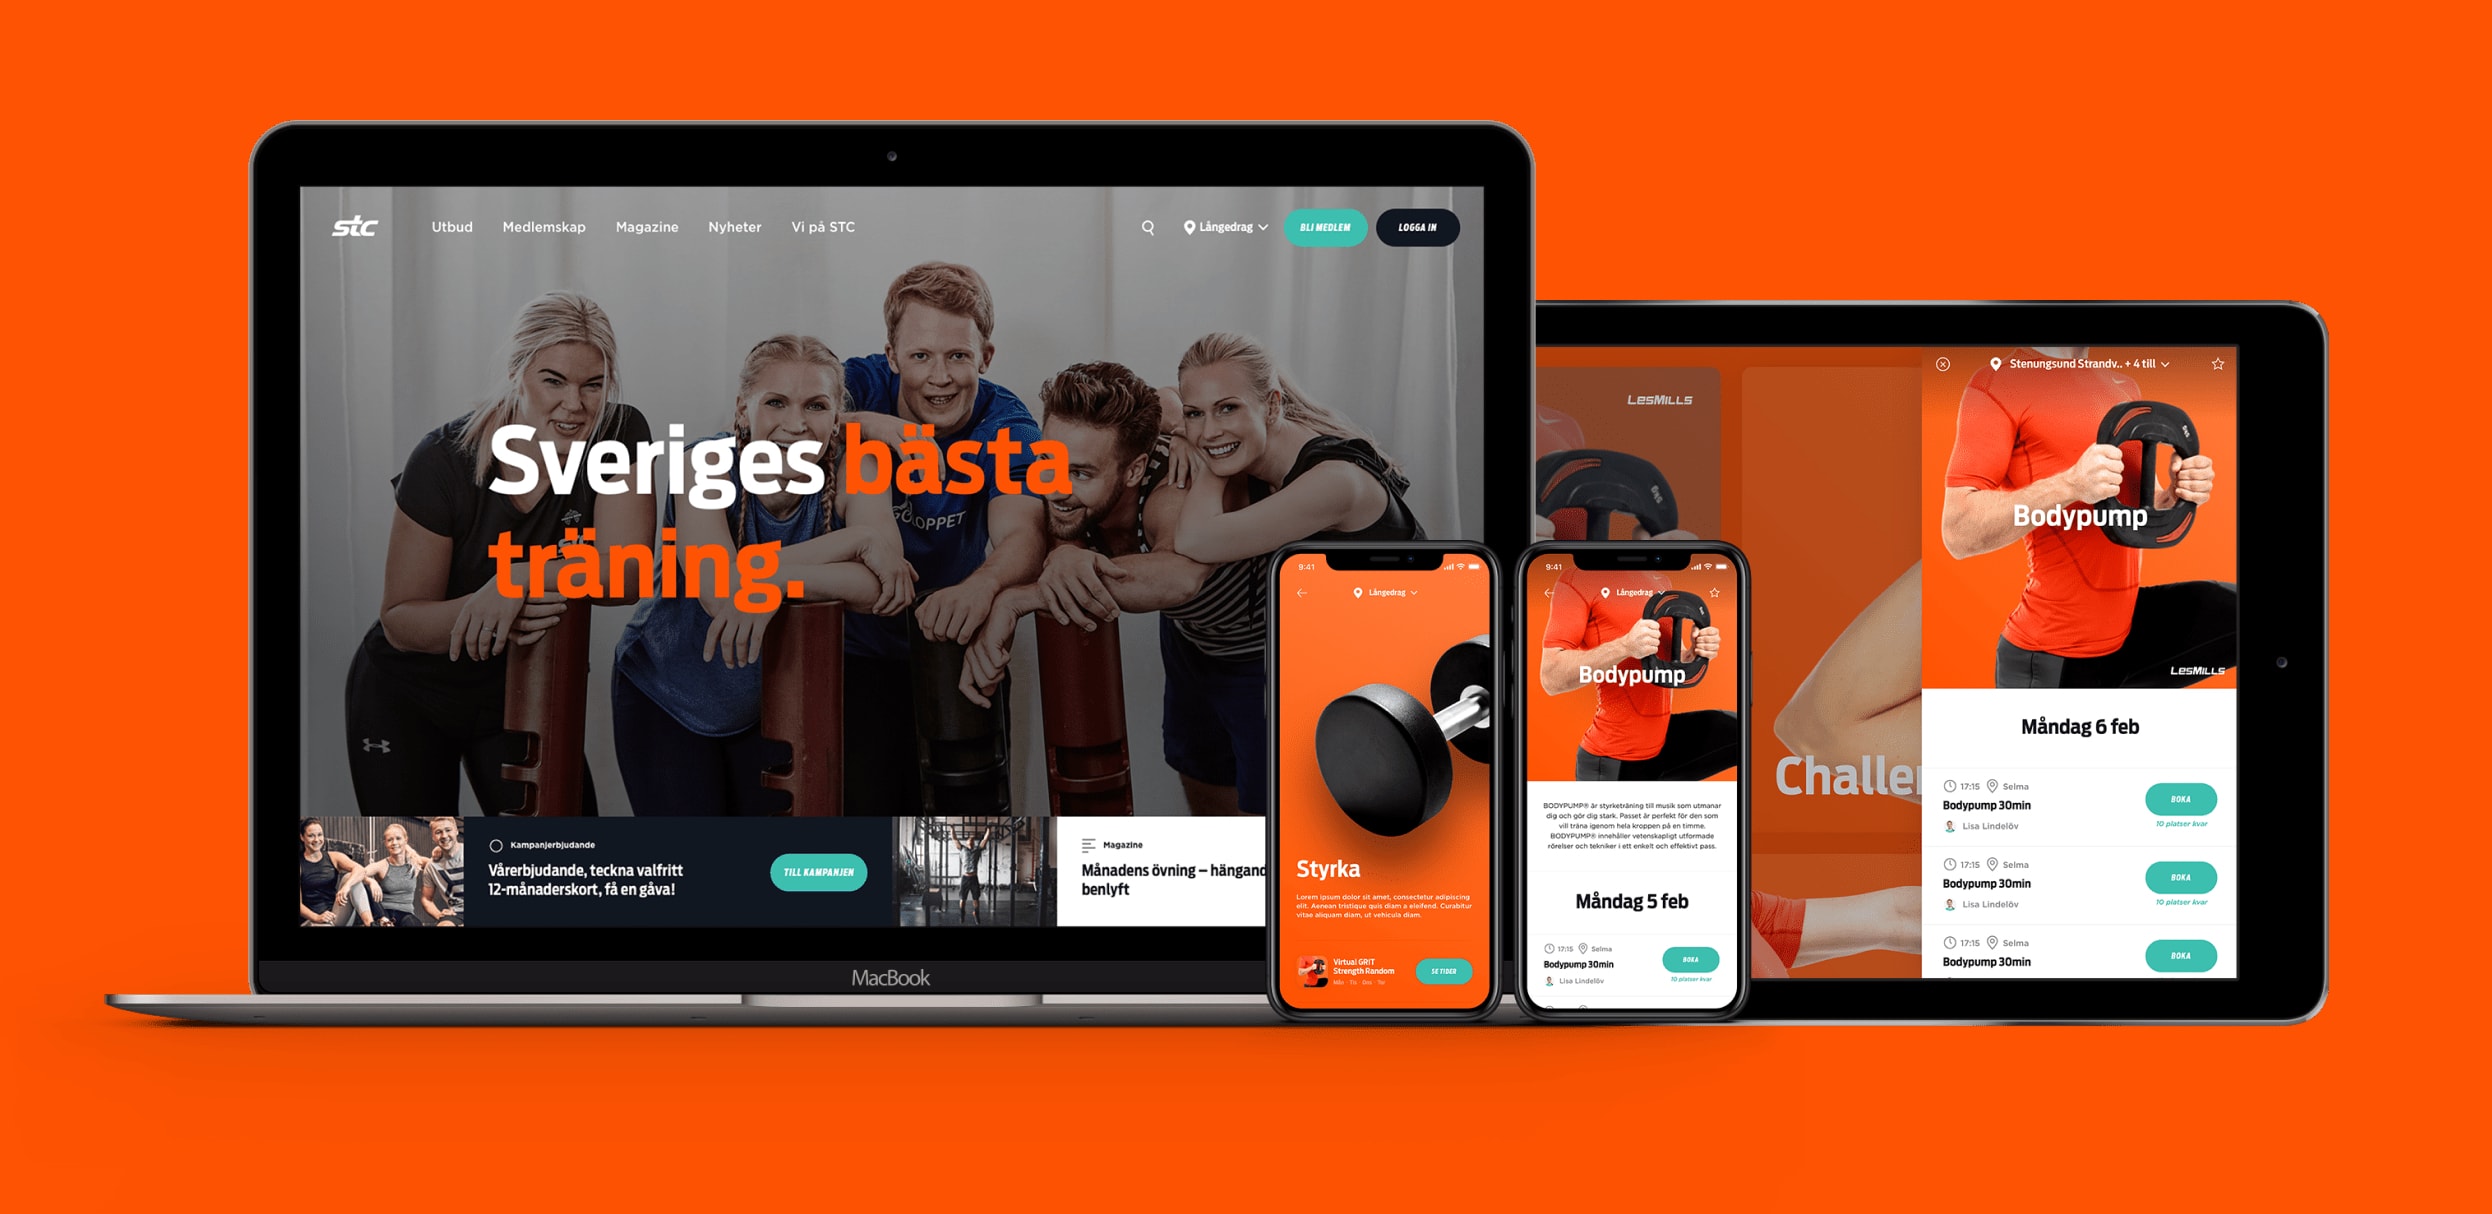 stc
Utbud
Medlemskap
Magazine
Nyheter
Vi på STC
Långedrag
BLI MEDLEM
LOGGA IN
Sveriges bästa
träning.
Kampanjerbjudande
Vårerbjudande, teckna valfritt
12-månaderskort, få en gåva!
TILL KAMPANJEN
Magazine
Månadens övning – hängand
benlyft
MacBook
9:41
Långedrag
Styrka
Lorem ipsum dolor sit amet, consectetur adipiscing
elit. Aenean tristique quis diam a eleifend. Curabitur
vitae aliquam diam, ut vehicula diam.
Virtual GRIT
Strength Random
SE TIDER
9:41
Långedrag
Bodypump
BODYPUMP® är styrketräning till musik som utmanar
dig och gör dig stark. Passet är perfekt för den som
vill träna igenom hela kroppen på en timme.
BODYPUMP® innehåller vetenskapligt utformade
rörelser och tekniker i ett enkelt och effektivt pass.
Måndag 5 feb
17:15 Selma
Bodypump 30min
Lisa Lindelöv
BOKA
10 platser kvar
LESMILLS
Challe
Stenungsund Strandv.. + 4 till
Bodypump
LESMILLS
Måndag 6 feb
17:15 Selma
Bodypump 30min
Lisa Lindelöv
BOKA
10 platser kvar
17:15 Selma
Bodypump 30min
Lisa Lindelöv
BOKA
10 platser kvar
17:15 Selma
Bodypump 30min
BOKA